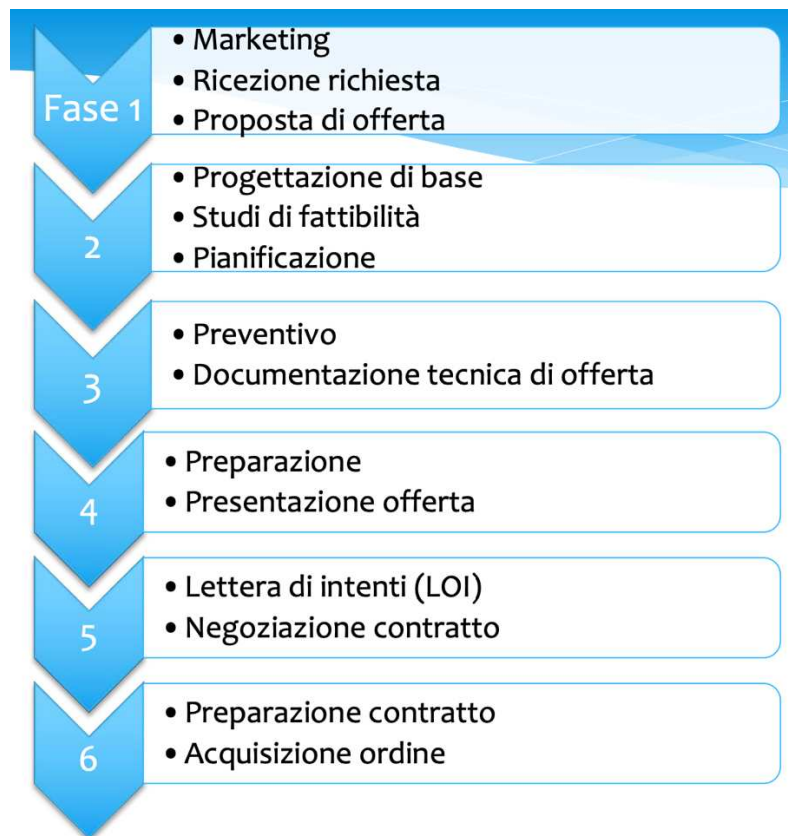 Fase 1
• Marketing
• Ricezione richiesta
• Proposta di offerta
2
• Progettazione di base
• Studi di fattibilità
• Pianificazione
3
• Preventivo
• Documentazione tecnica di offerta
4
• Preparazione
• Presentazione offerta
5
• Lettera di intenti (LOI)
• Negoziazione contratto
6
• Preparazione contratto
• Acquisizione ordine